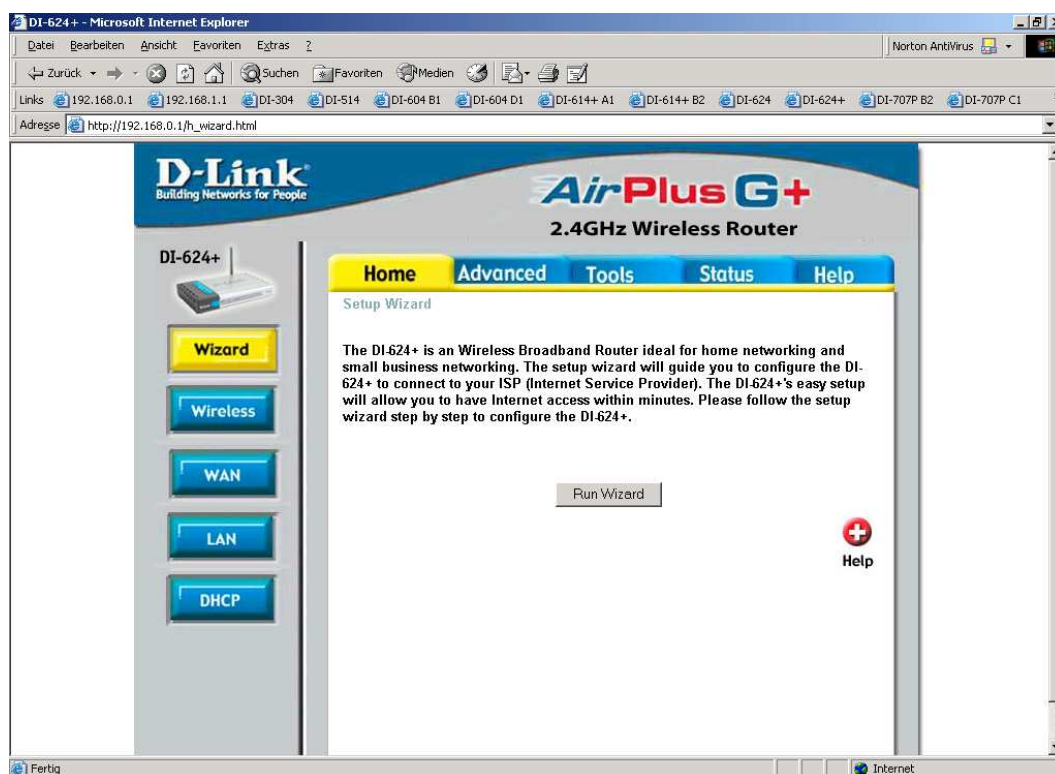 DI-624+ - Microsoft Internet Explorer
Datei Bearbeiten Ansicht Favoriten Extras ?
Norton AntiVirus
Zurück Suchen Favoriten Medien
Links 192.168.0.1 192.168.1.1 DI-304 DI-514 DI-604 B1 DI-604 D1 DI-614+ A1 DI-614+ B2 DI-624 DI-624+ DI-707P B2 DI-707P C1
Adresse http://192.168.0.1/h_wizard.html
D-Link
Building Networks for People
AirPlus G+
2.4GHz Wireless Router
DI-624+
Home Advanced Tools Status Help
Setup Wizard
Wizard
The DI-624+ is an Wireless Broadband Router ideal for home networking and
small business networking. The setup wizard will guide you to configure the DI-
624+ to connect to your ISP (Internet Service Provider). The DI-624+'s easy setup
will allow you to have Internet access within minutes. Please follow the setup
wizard step by step to configure the DI-624+.
Wireless
WAN
Run Wizard
LAN
Help
DHCP
Fertig
Internet